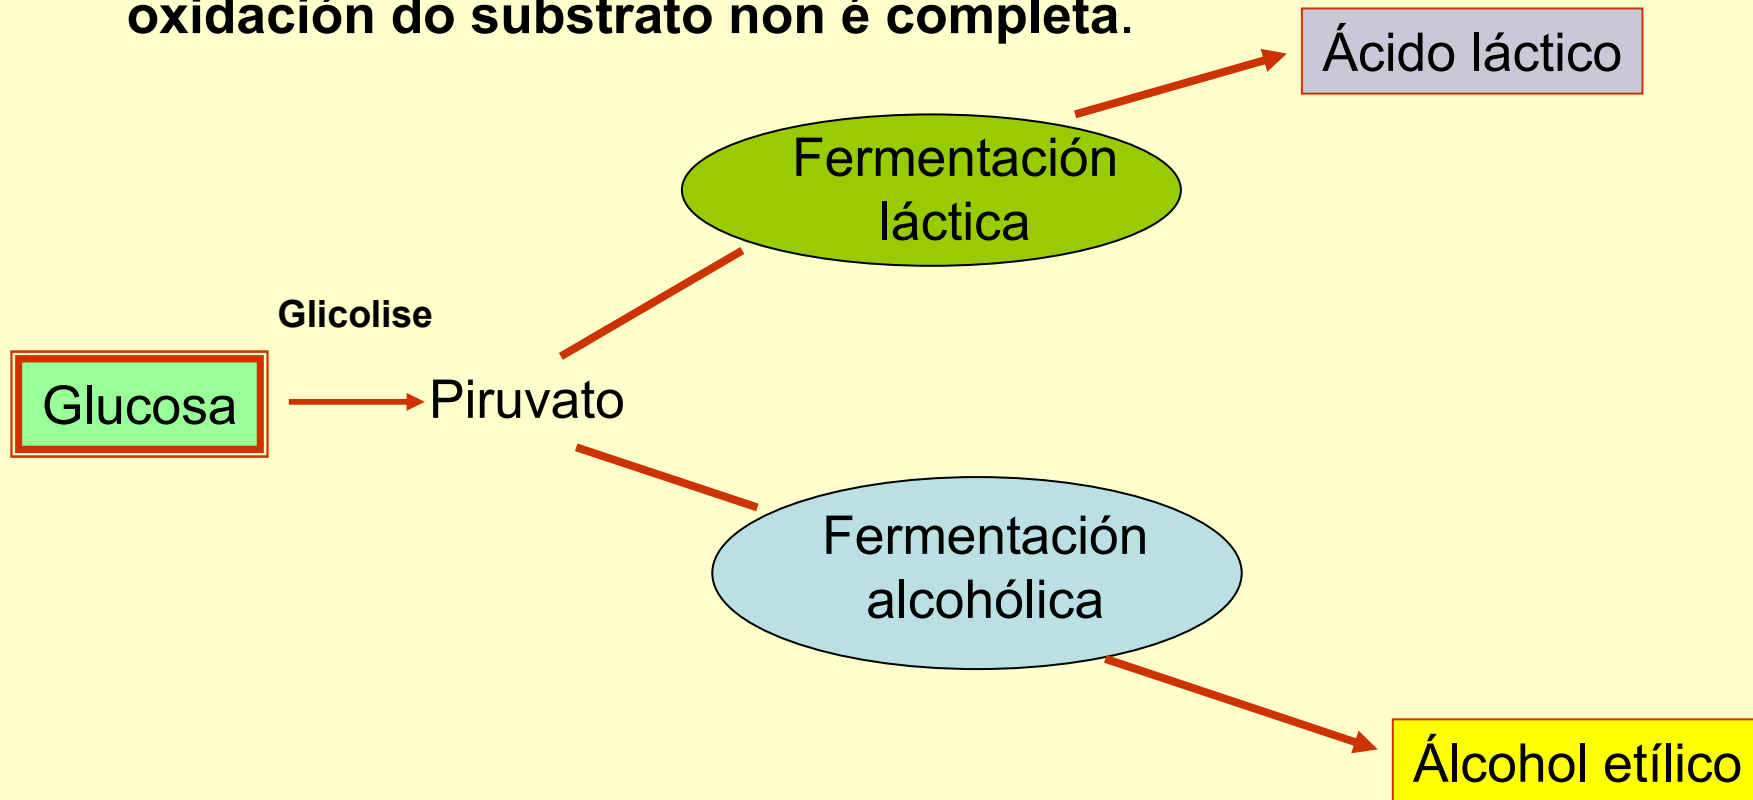 oxidación do substrato non é completa.
Ácido láctico
Fermentación
láctica
Glicolise
Glucosa
Piruvato
Fermentación
alcohólica
Álcohol etílico